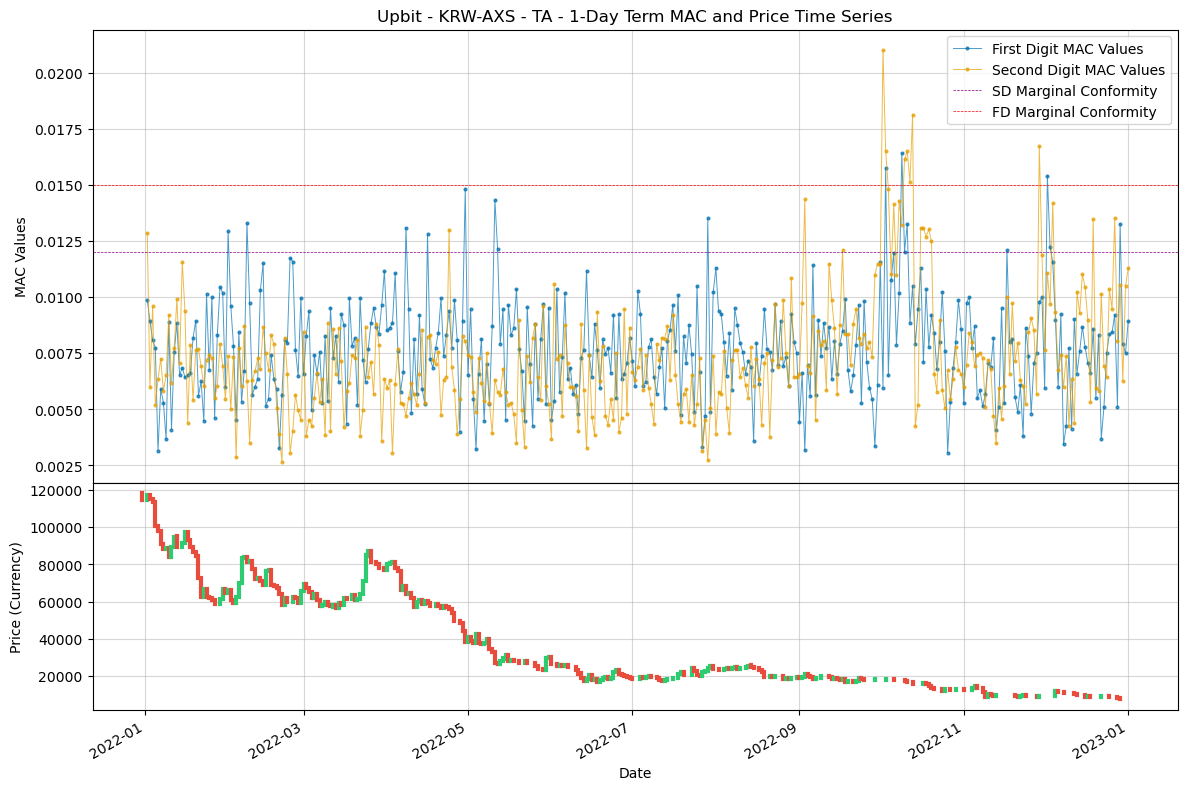 Upbit - KRW-AXS - TA - 1-Day Term MAC and Price Time Series
First Digit MAC Values
Second Digit MAC Values
SD Marginal Conformity
FD Marginal Conformity
MAC Values
0.0200
0.0175
0.0150
0.0125
0.0100
0.0075
0.0050
0.0025
Price (Currency)
120000
100000
80000
60000
40000
20000
2022-01
2022-03
2022-05
2022-07
2022-09
2022-11
2023-01
Date